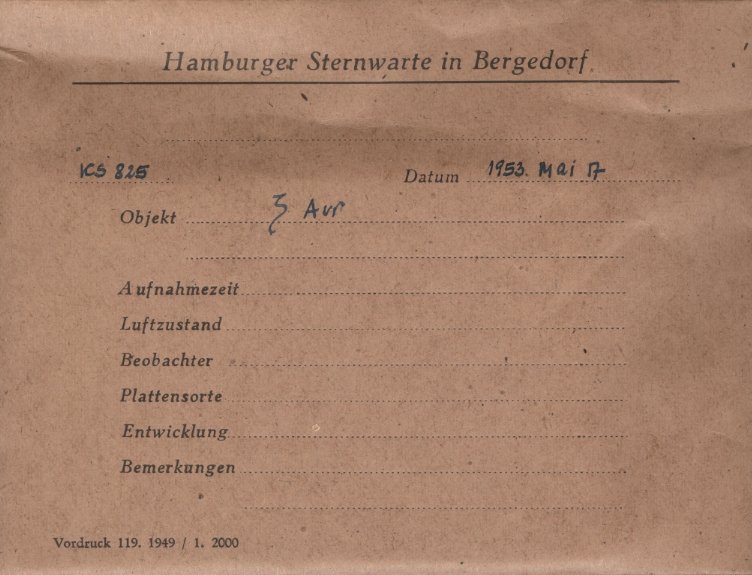 Hamburger Sternwarte in Bergedorf
KS 825 Datum 1953. Mai 17
Objekt ζ Aur
Aufnahmezeit
Luftzustand
Beobachter
Plattensorte
Entwicklung
Bemerkungen
Vordruck 119. 1949 / 1. 2000